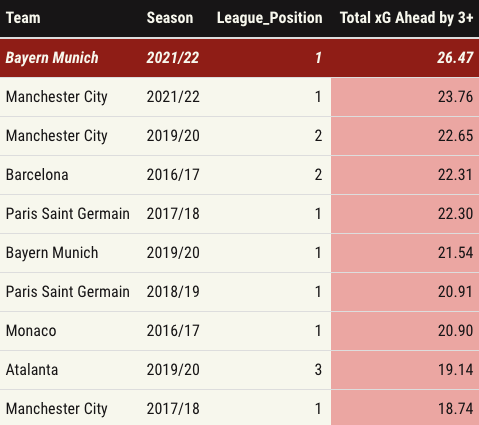 Team Season League_Position Total xG Ahead by 3+
Bayern Munich 2021/22 1 26.47
Manchester City 2021/22 1 23.76
Manchester City 2019/20 2 22.65
Barcelona 2016/17 2 22.31
Paris Saint Germain 2017/18 1 22.30
Bayern Munich 2019/20 1 21.54
Paris Saint Germain 2018/19 1 20.91
Monaco 2016/17 1 20.90
Atalanta 2019/20 3 19.14
Manchester City 2017/18 1 18.74